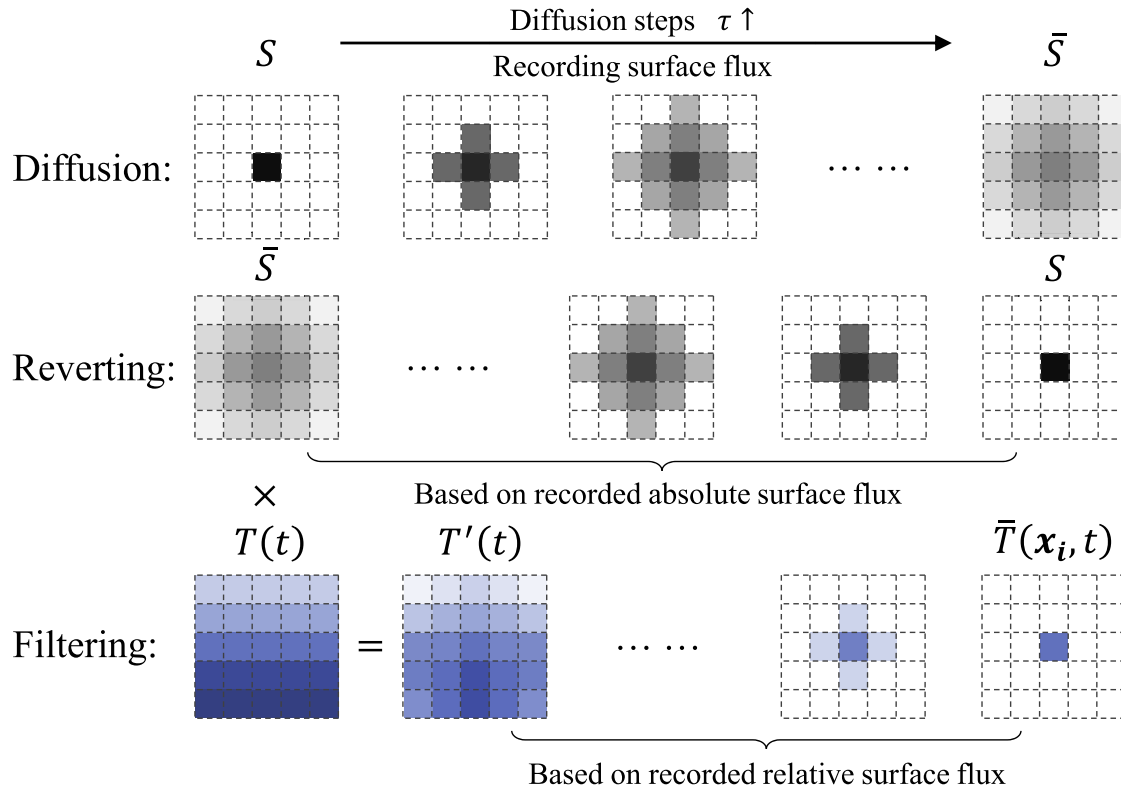 Diffusion steps τ ↑
S
S̄
Recording surface flux
Diffusion:
... ...
S̄
S
Reverting:
... ...
Based on recorded absolute surface flux
×
T(t)
T′(t)
T̄(xᵢ, t)
Filtering:
=
... ...
Based on recorded relative surface flux